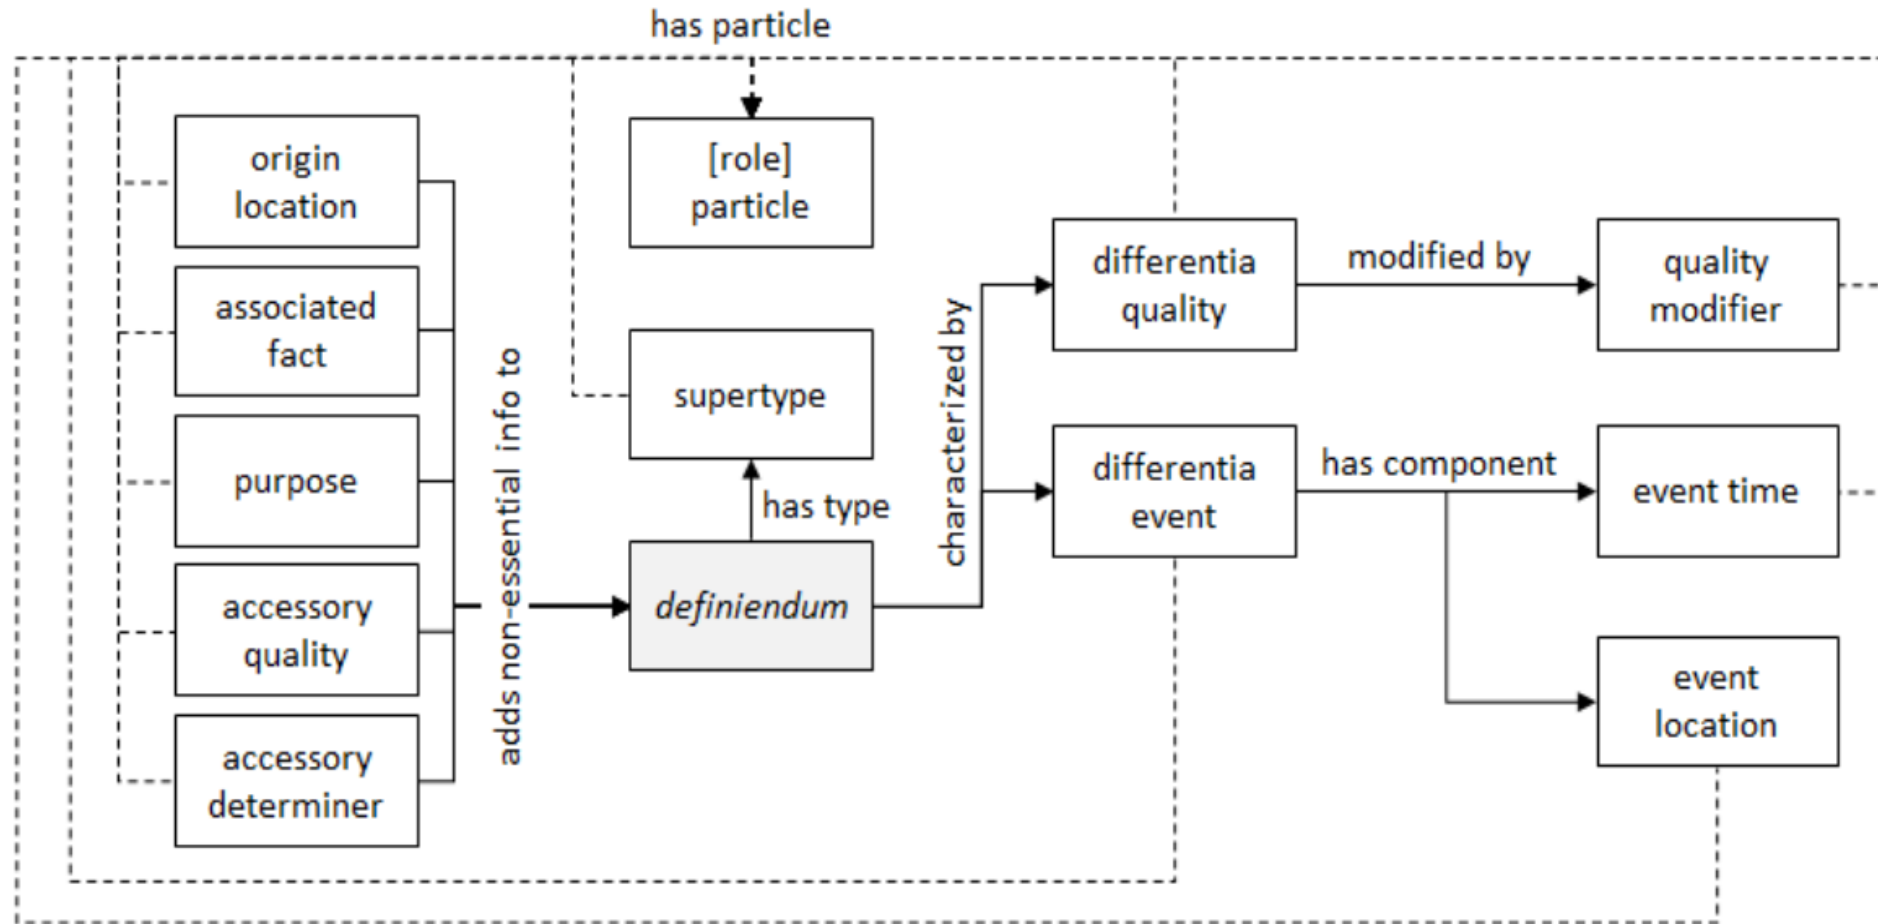 has particle
origin
location
associated
fact
purpose
accessory
quality
accessory
determiner
adds non-essential info to
[role]
particle
supertype
has type
definiendum
characterized by
differentia
quality
modified by
quality
modifier
differentia
event
has component
event time
event
location